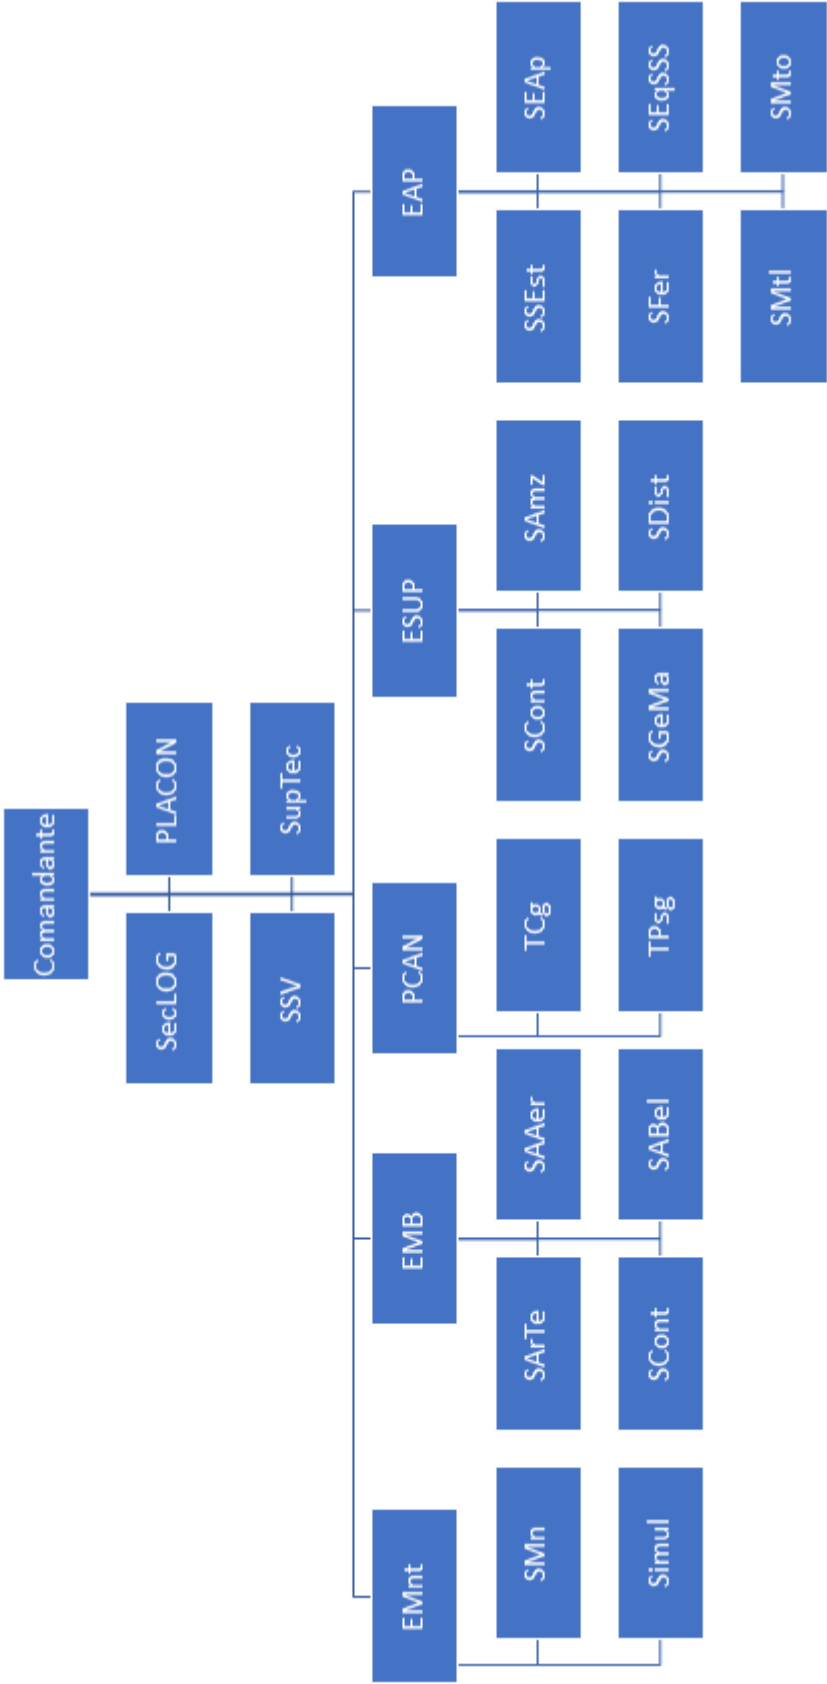 Comandante
SecLOG
PLACON
SSV
SupTec
EMnt
EMB
PCAN
ESUP
EAP
SMn
SArTe
SAAer
TCg
SCont
SAmz
SSEst
SEAp
Simul
SCont
SABel
TPsg
SGeMa
SDist
SFer
SEqSSS
SMtl
SMto